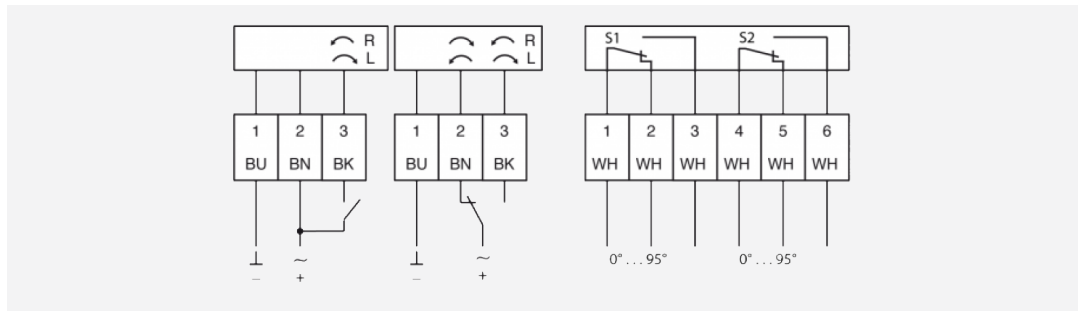 R
L
1 2 3
BU BN BK
⊥ ~
– +
R
L
1 2 3
BU BN BK
⊥ ~
– +
S1 S2
1 2 3 4 5 6
WH WH WH WH WH WH
0° . . . 95° 0° . . . 95°